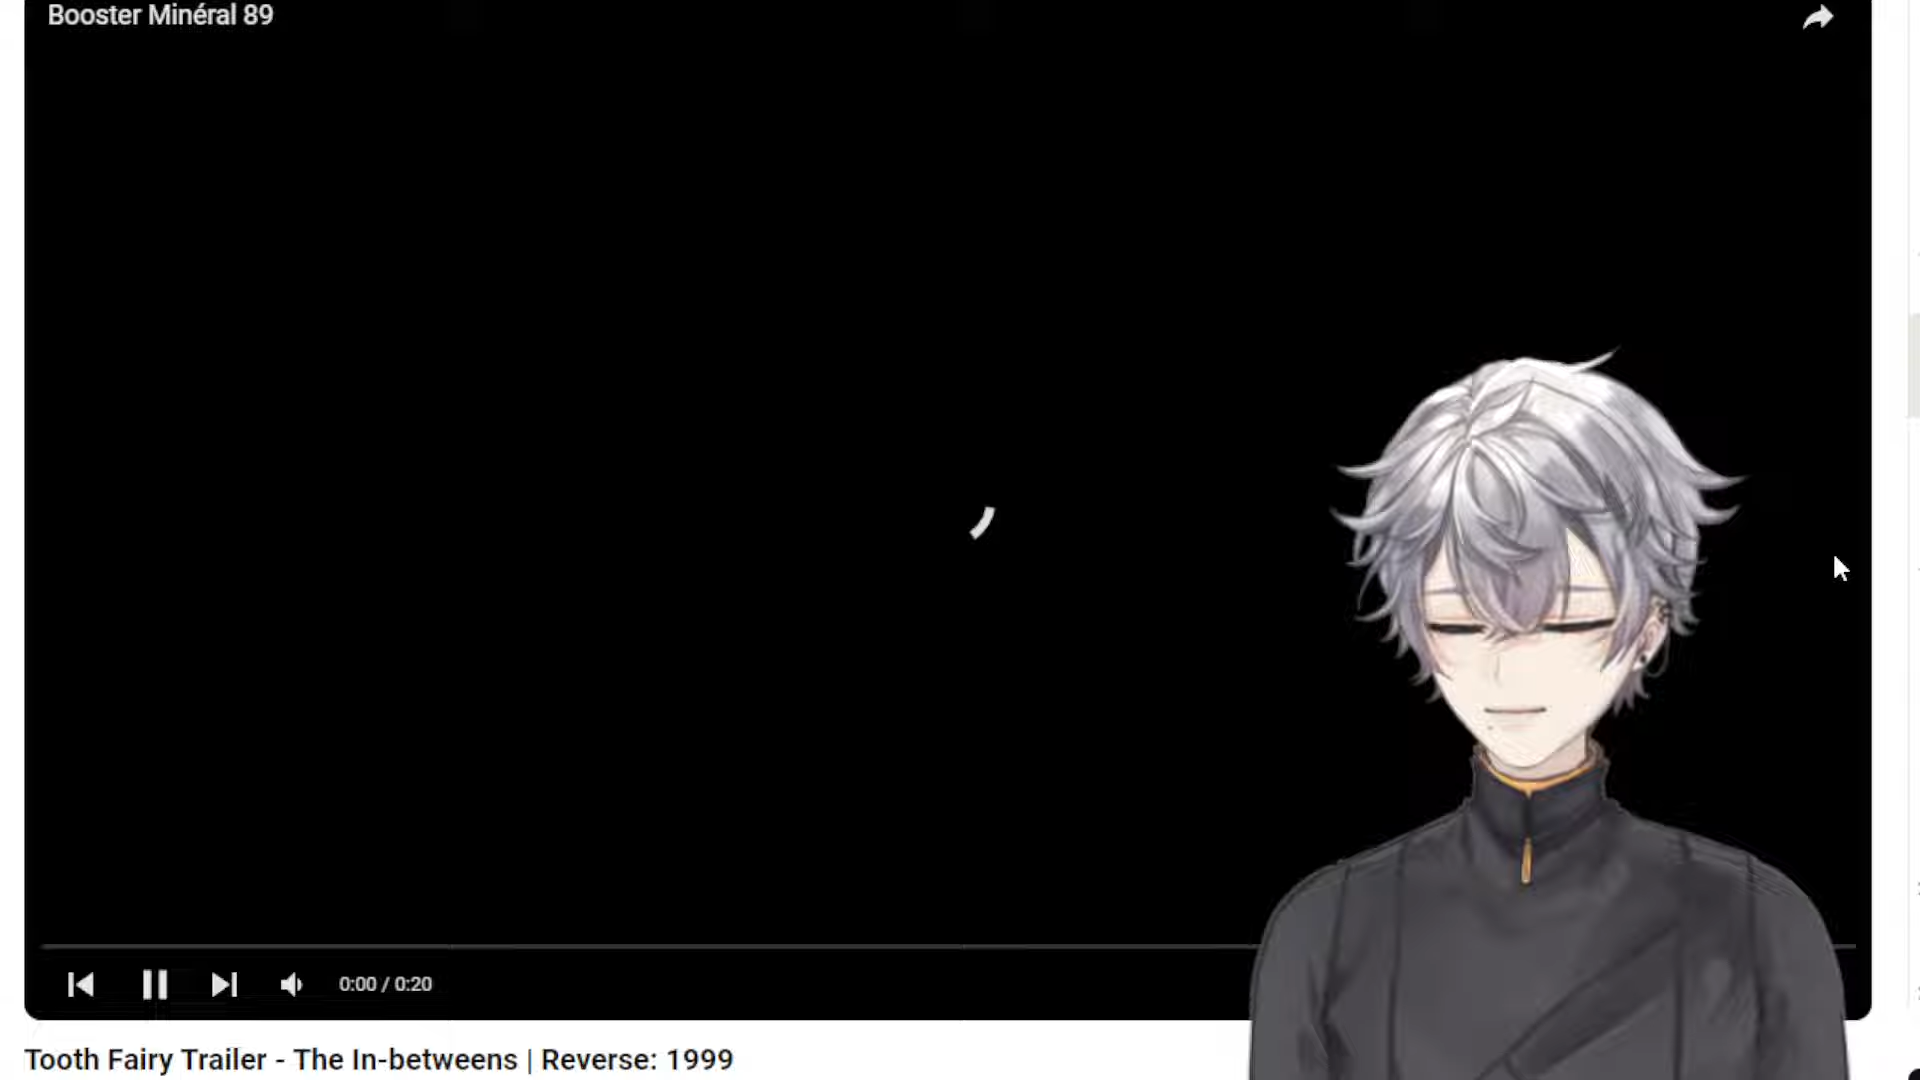 Booster Minéral 89
0:00 / 0:20
Tooth Fairy Trailer - The In-betweens | Reverse: 1999